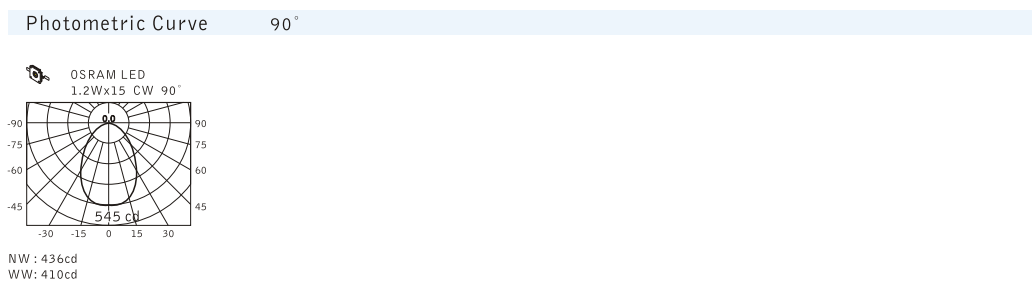 Photometric Curve 90°
OSRAM LED
1.2Wx15 CW 90°
0.0
-90 90
-75 75
-60 60
-45 45
545 cd
-30 -15 0 15 30
NW : 436cd
WW: 410cd